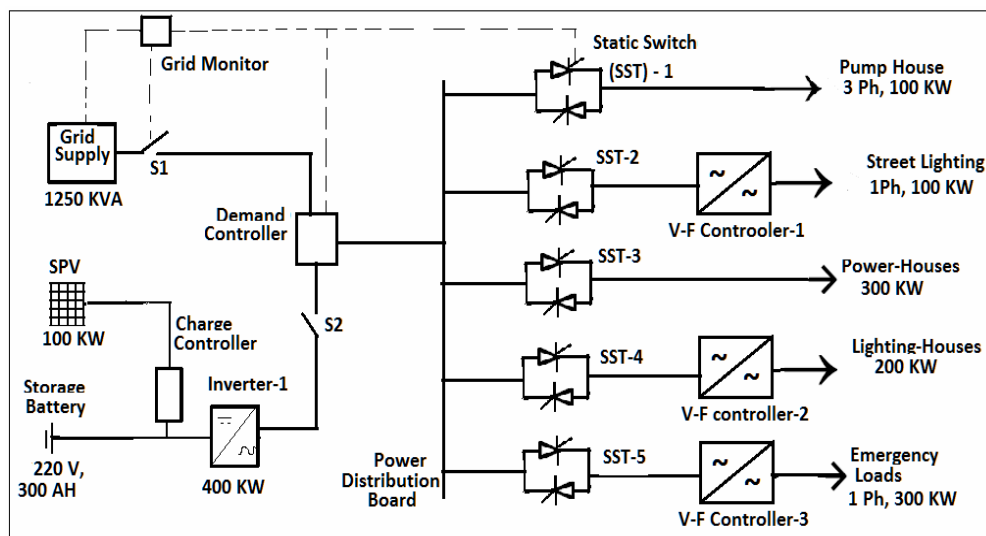 Grid Monitor
Grid
Supply
1250 KVA
S1
Demand
Controller
SPV
100 KW
Charge
Controller
S2
Storage
Battery
220 V,
300 AH
Inverter-1
400 KW
Power
Distribution
Board
Static Switch
(SST) - 1
Pump House
3 Ph, 100 KW
SST-2
V-F Controoler-1
Street Lighting
1Ph, 100 KW
SST-3
Power-Houses
300 KW
SST-4
V-F controller-2
Lighting-Houses
200 KW
SST-5
V-F Controller-3
Emergency
Loads
1 Ph, 300 KW